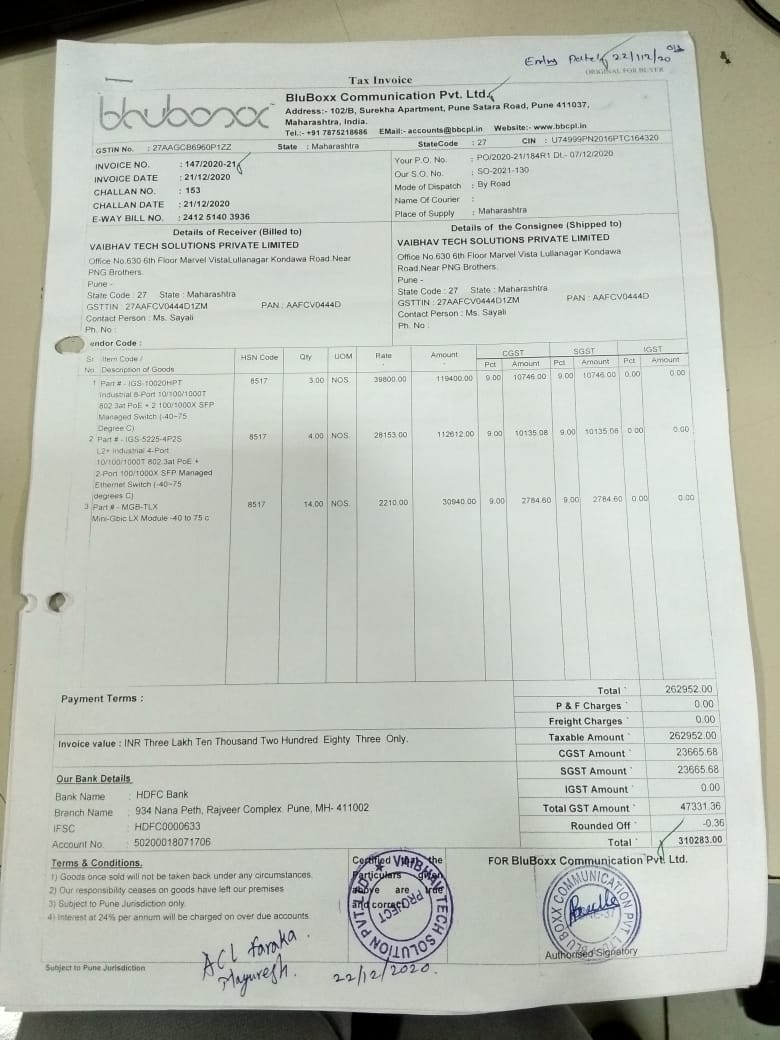 Entry Posted 22/12/20
ORIGINAL FOR BUYER
Tax Invoice
bluboxx
BluBoxx Communication Pvt. Ltd.
Address:- 102/B, Surekha Apartment, Pune Satara Road, Pune 411037,
Maharashtra, India.
Tel.:- +91 7875218686 EMail:- accounts@bbcpl.in Website:- www.bbcpl.in
GSTIN No. : 27AAGCB6960P1ZZ State : Maharashtra StateCode : 27 CIN : U74999PN2016PTC164320
INVOICE NO. : 147/2020-21
INVOICE DATE : 21/12/2020
CHALLAN NO. : 153
CHALLAN DATE : 21/12/2020
E-WAY BILL NO. : 2412 5140 3936
Your P.O. No. : PO/2020-21/184R1 Dt.- 07/12/2020
Our S.O. No. : SO-2021-130
Mode of Dispatch : By Road
Name Of Courier :
Place of Supply : Maharashtra
Details of Receiver (Billed to)
VAIBHAV TECH SOLUTIONS PRIVATE LIMITED
Office No.630 6th Floor Marvel VistaLullanagar Kondawa Road.Near
PNG Brothers.
Pune -
State Code : 27 State : Maharashtra
GSTTIN : 27AAFCV0444D1ZM PAN : AAFCV0444D
Contact Person : Ms. Sayali
Ph. No :
Details of the Consignee (Shipped to)
VAIBHAV TECH SOLUTIONS PRIVATE LIMITED
Office No.630 6th Floor Marvel Vista Lullanagar Kondawa
Road.Near PNG Brothers.
Pune -
State Code : 27 State : Maharashtra
GSTTIN : 27AAFCV0444D1ZM PAN : AAFCV0444D
Contact Person : Ms. Sayali
Ph. No :
endor Code :
Sr. Item Code / HSN Code Qty UOM Rate Amount CGST SGST IGST
No. Description of Goods Pct Amount Pct Amount Pct Amount
1 Part # - IGS-10020HPT 8517 3.00 NOS. 39800.00 119400.00 9.00 10746.00 9.00 10746.00 0.00 0.00
Industrial 8-Port 10/100/1000T
802.3at PoE + 2 100/1000X SFP
Managed Switch (-40~75
Degree C)
2 Part # - IGS-5225-4P2S 8517 4.00 NOS. 28153.00 112612.00 9.00 10135.08 9.00 10135.08 0.00 0.00
L2+ Industrial 4-Port
10/100/1000T 802.3at PoE +
2-Port 100/1000X SFP Managed
Ethernet Switch (-40~75
degrees C)
3 Part # - MGB-TLX 8517 14.00 NOS. 2210.00 30940.00 9.00 2784.60 9.00 2784.60 0.00 0.00
Mini-Gbic LX Module -40 to 75 c
Payment Terms :
Total 262952.00
P & F Charges 0.00
Freight Charges 0.00
Taxable Amount 262952.00
CGST Amount 23665.68
SGST Amount 23665.68
IGST Amount 0.00
Total GST Amount 47331.36
Rounded Off -0.36
Total 310283.00
Invoice value : INR Three Lakh Ten Thousand Two Hundred Eighty Three Only.
Our Bank Details
Bank Name : HDFC Bank
Branch Name : 934 Nana Peth, Rajveer Complex. Pune, MH- 411002
IFSC : HDFC0000633
Account No. : 50200018071706
Terms & Conditions.
1) Goods once sold will not be taken back under any circumstances.
2) Our responsibility ceases on goods have left our premises
3) Subject to Pune Jurisdiction only.
4) Interest at 24% per annum will be charged on over due accounts.
Certified that the
Particulars given
above are true
and correct
VAIBHAV TECH SOLUTION PVT. LTD.
PROJECT
FOR BluBoxx Communication Pvt. Ltd.
BLU BOXX COMMUNICATION PVT. LTD.
Authorised Signatory
ACL faraka.
Mayuresh.
22/12/2020.
Subject to Pune Jurisdiction